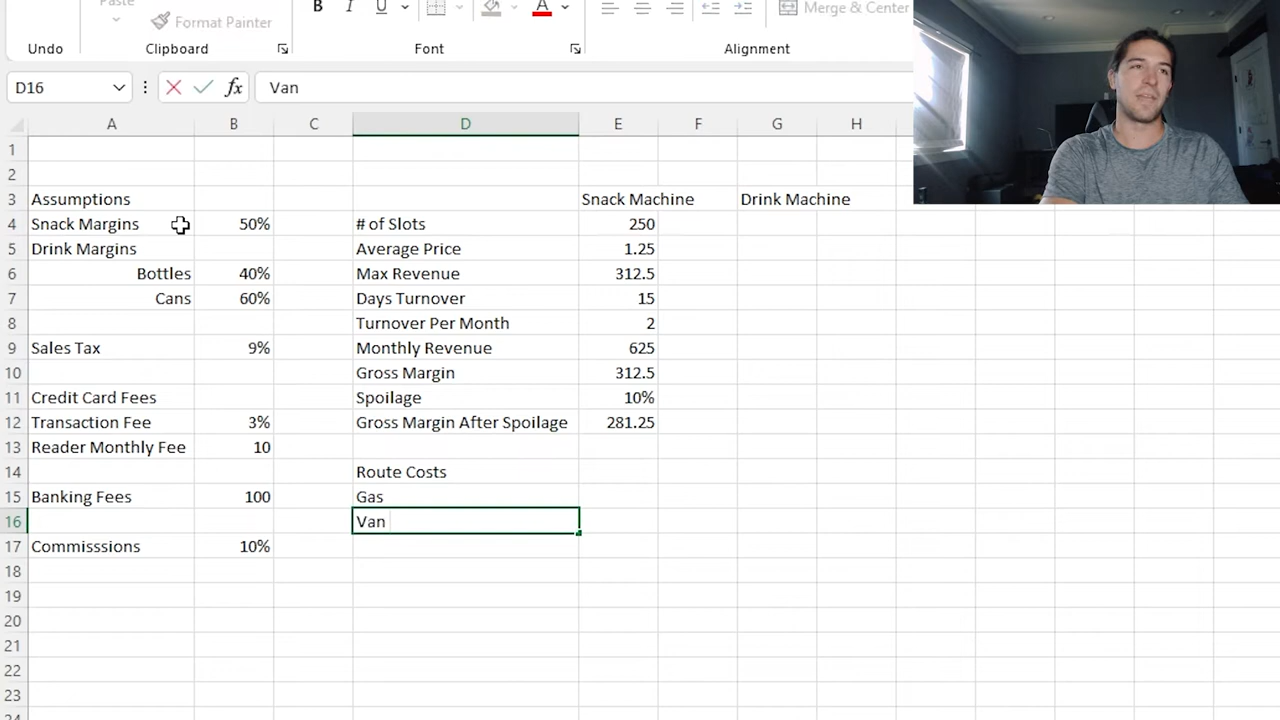 Paste
Format Painter
B I U A
Merge & Center
Undo Clipboard Font Alignment
D16 fx Van
A B C D E F G H
1
2
3 Assumptions Snack Machine Drink Machine
4 Snack Margins 50% # of Slots 250
5 Drink Margins Average Price 1.25
6 Bottles 40% Max Revenue 312.5
7 Cans 60% Days Turnover 15
8 Turnover Per Month 2
9 Sales Tax 9% Monthly Revenue 625
10 Gross Margin 312.5
11 Credit Card Fees Spoilage 10%
12 Transaction Fee 3% Gross Margin After Spoilage 281.25
13 Reader Monthly Fee 10
14 Route Costs
15 Banking Fees 100 Gas
16 Van
17 Commisssions 10%
18
19
20
21
22
23
24